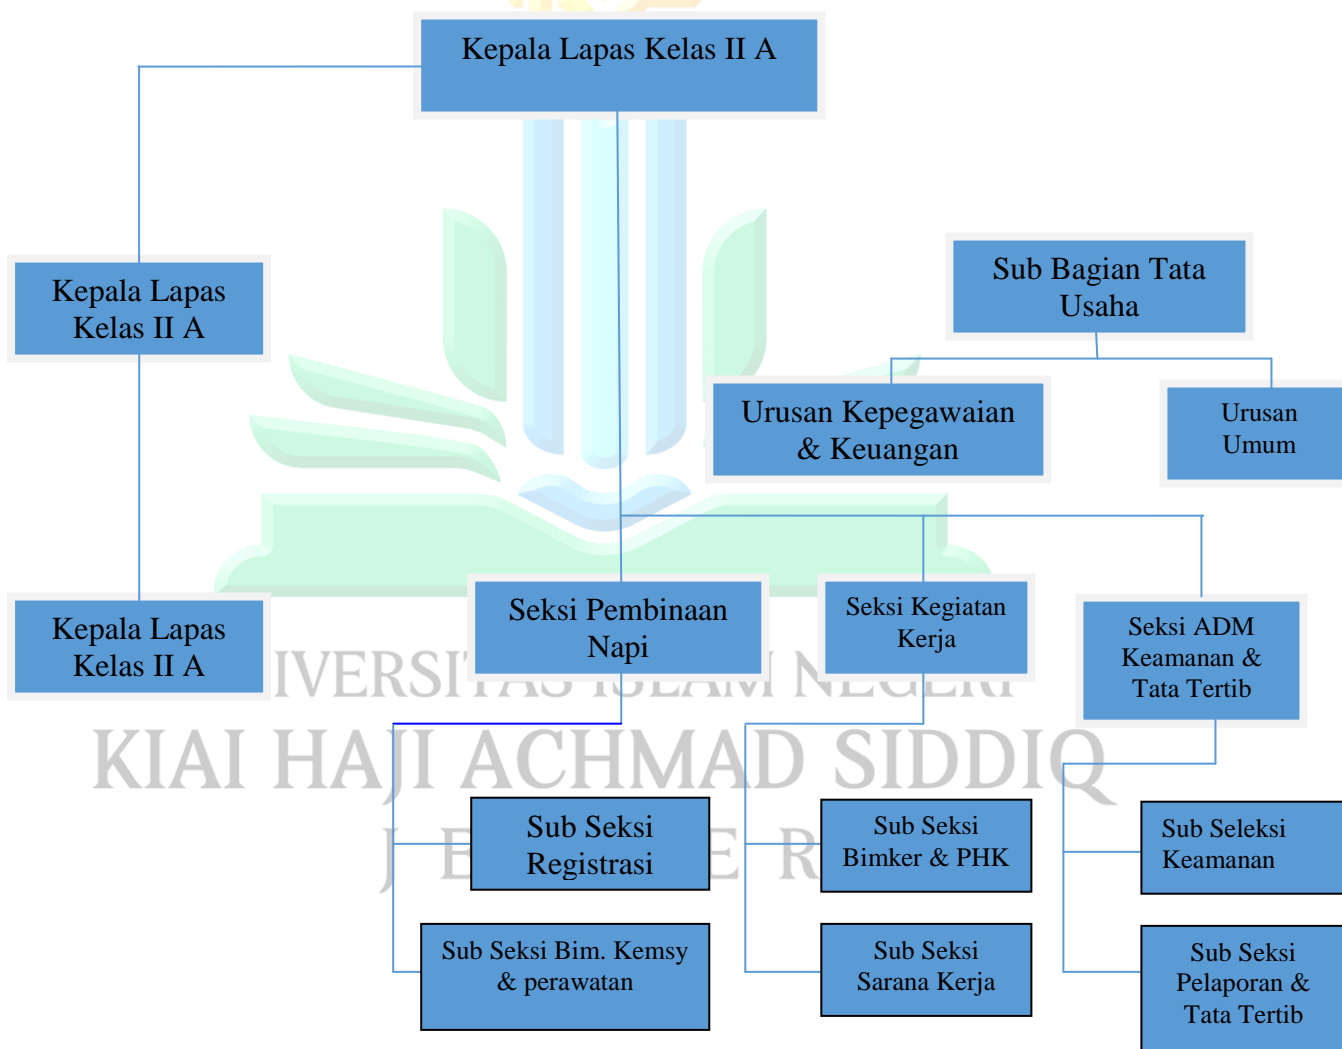 Kepala Lapas Kelas II A
Sub Bagian Tata
Usaha
Kepala Lapas
Kelas II A
Urusan Kepegawaian
& Keuangan
Urusan
Umum
Seksi Pembinaan
Napi
Seksi Kegiatan
Kerja
Seksi ADM
Keamanan &
Tata Tertib
Kepala Lapas
Kelas II A
IVERSITAS ISLAM NEGERI
KIAI HAJI ACHMAD SIDDIQ
J E E R
Sub Seksi
Registrasi
Sub Seksi
Bimker & PHK
Sub Seleksi
Keamanan
Sub Seksi Bim. Kemsy
& perawatan
Sub Seksi
Sarana Kerja
Sub Seksi
Pelaporan &
Tata Tertib